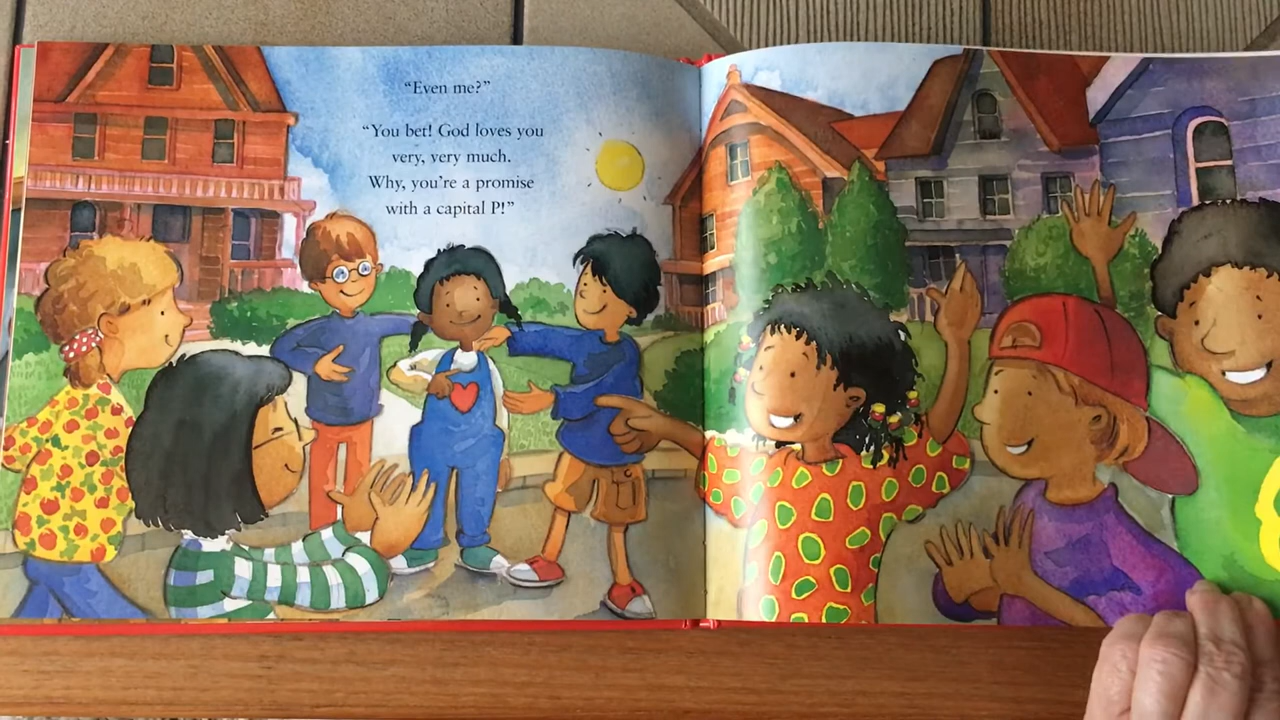 “Even me?”
“You bet! God loves you
very, very much.
Why, you’re a promise
with a capital P!”